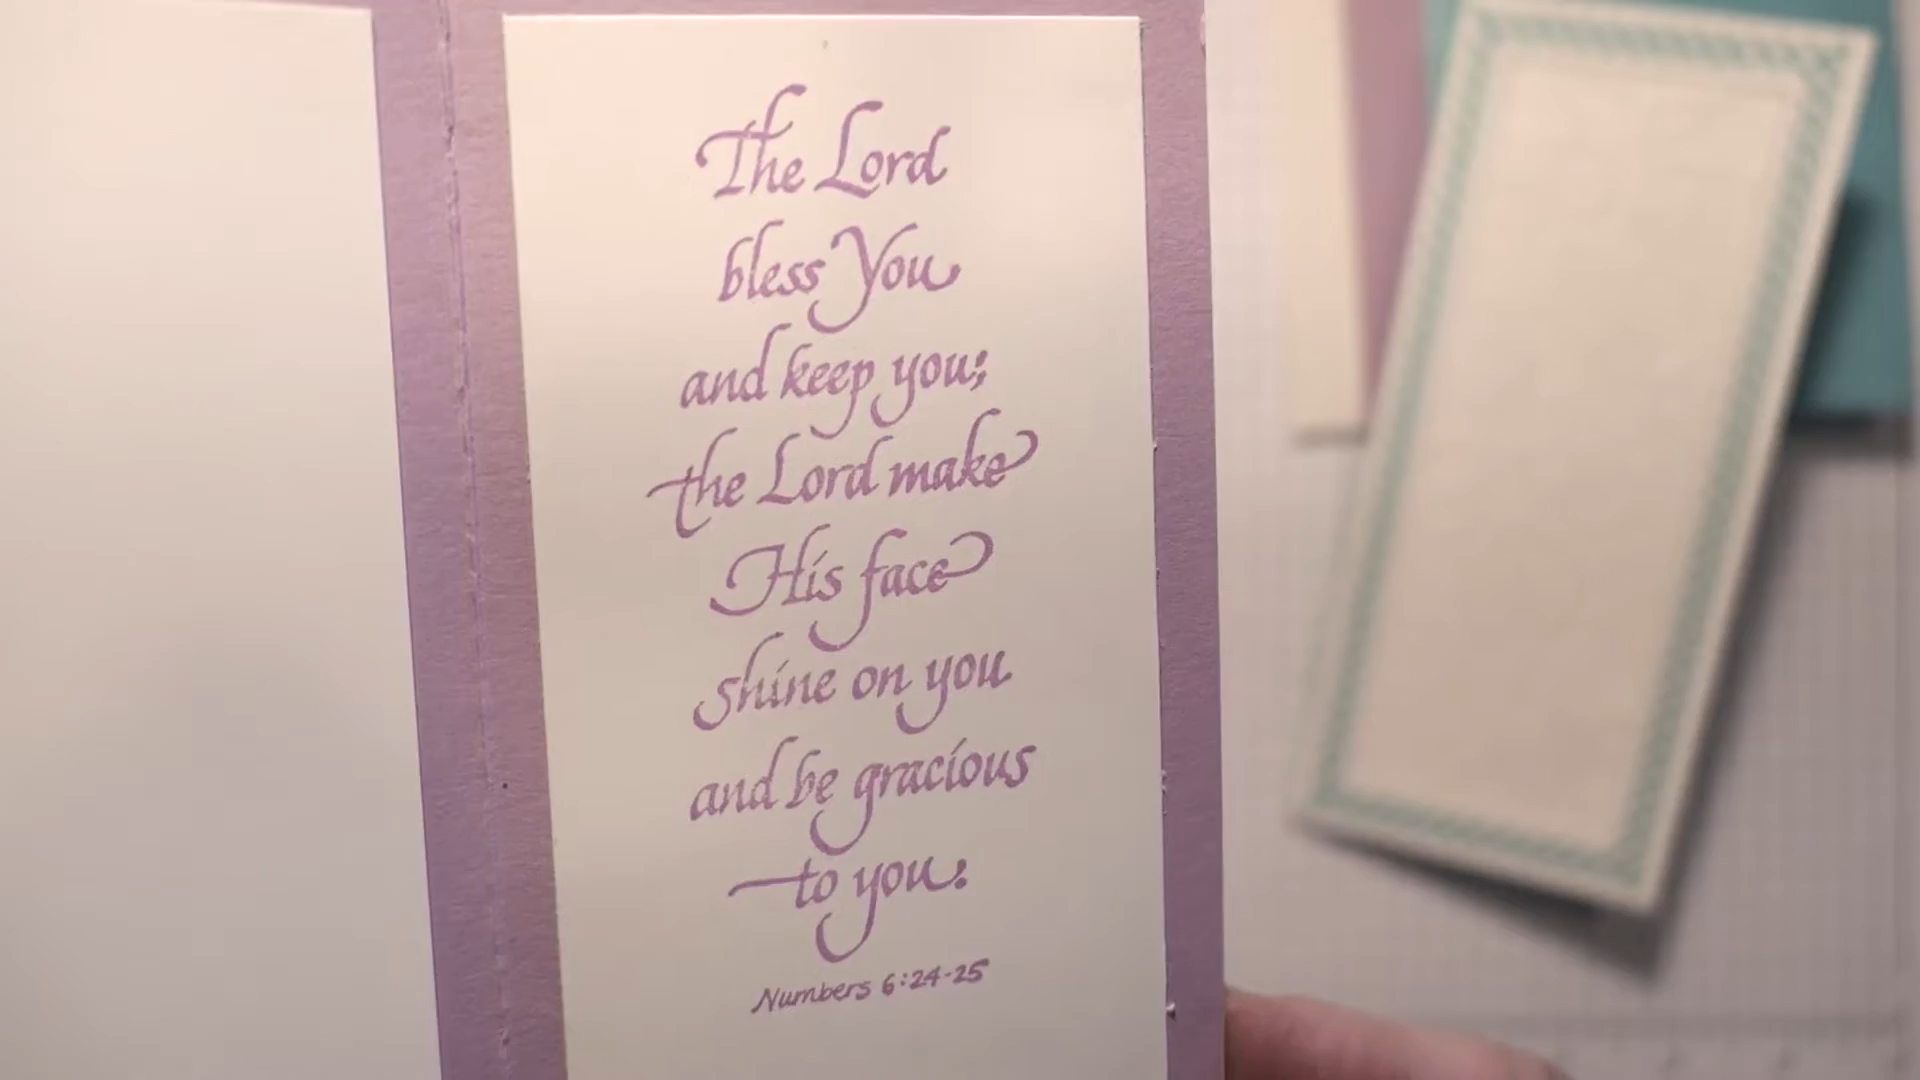 The Lord
bless You
and keep you;
the Lord make
His face
shine on you
and be gracious
to you.
Numbers 6:24-25